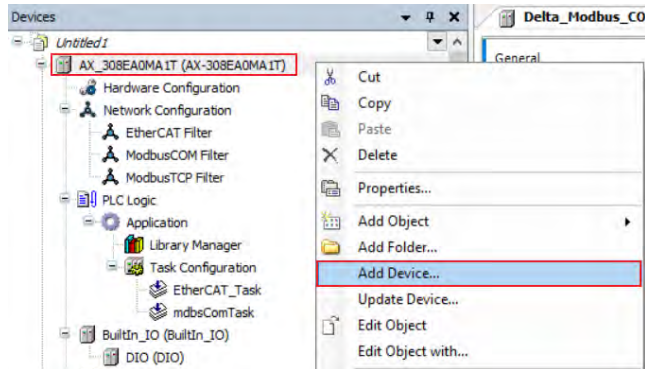 Devices
Delta_Modbus_CO
Untitled1
General
AX_308EA0MA1T (AX-308EA0MA1T)
Hardware Configuration
Network Configuration
EtherCAT Filter
ModbusCOM Filter
ModbusTCP Filter
PLC Logic
Application
Library Manager
Task Configuration
EtherCAT_Task
mdbsComTask
BuiltIn_IO (BuiltIn_IO)
DIO (DIO)
Cut
Copy
Paste
Delete
Properties...
Add Object
Add Folder...
Add Device...
Update Device...
Edit Object
Edit Object with...